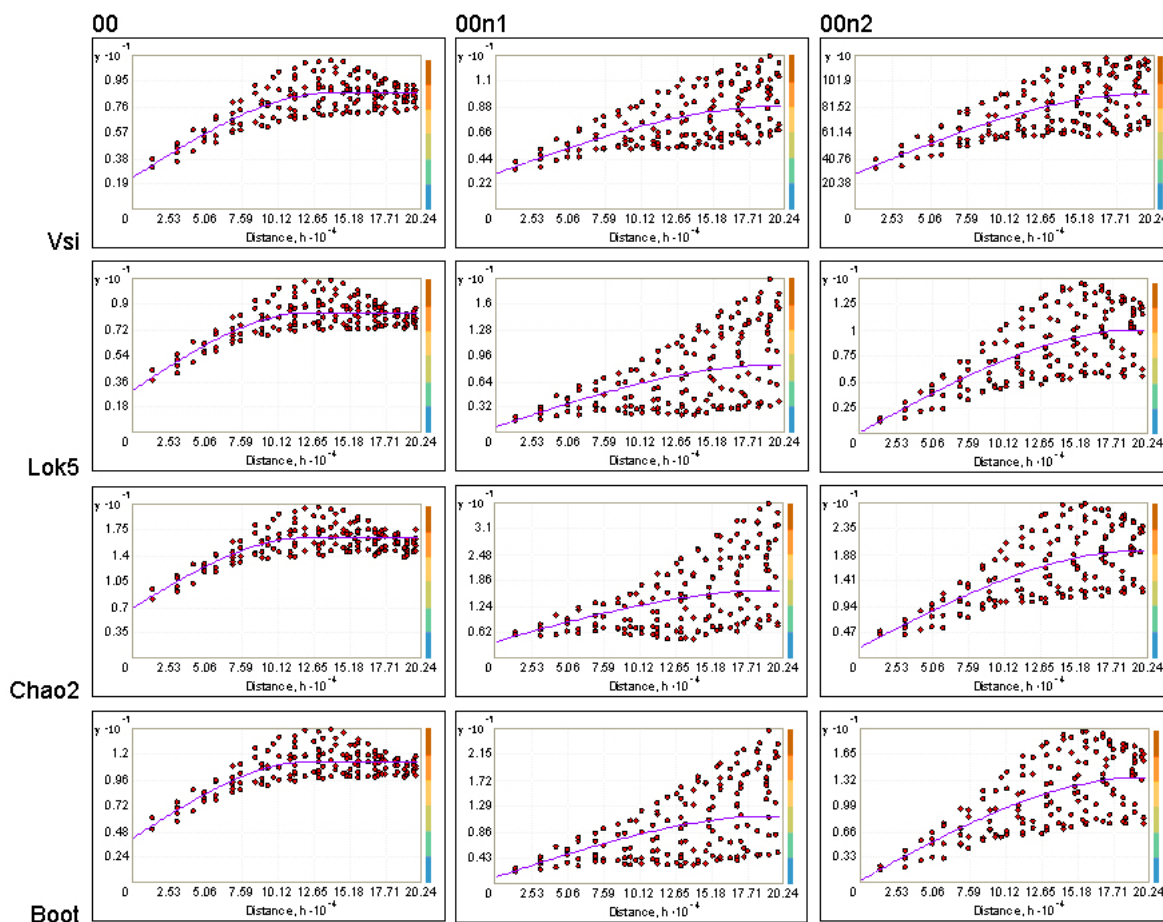 00 00n1 00n2
γ ·10⁻¹ γ ·10⁻¹ γ ·10
0.95 1.1 101.9
0.76 0.88 81.52
0.57 0.66 61.14
0.38 0.44 40.76
0.19 0.22 20.38
0 2.53 5.06 7.59 10.12 12.65 15.18 17.71 20.24 0 2.53 5.06 7.59 10.12 12.65 15.18 17.71 20.24 0 2.53 5.06 7.59 10.12 12.65 15.18 17.71 20.24
Distance, h ·10⁻⁴ Distance, h ·10⁻⁴ Distance, h ·10⁻⁴
Vsi
γ ·10⁻¹ γ ·10 γ ·10⁻¹
0.9 1.6 1.25
0.72 1.28 1
0.54 0.96 0.75
0.36 0.64 0.5
0.18 0.32 0.25
0 2.53 5.06 7.59 10.12 12.65 15.18 17.71 20.24 0 2.53 5.06 7.59 10.12 12.65 15.18 17.71 20.24 0 2.53 5.06 7.59 10.12 12.65 15.18 17.71 20.24
Distance, h ·10⁻⁴ Distance, h ·10⁻⁴ Distance, h ·10⁻⁴
Lok5
γ ·10⁻¹ γ ·10 γ ·10
1.75 3.1 2.35
1.4 2.48 1.88
1.05 1.86 1.41
0.7 1.24 0.94
0.35 0.62 0.47
0 2.53 5.06 7.59 10.12 12.65 15.18 17.71 20.24 0 2.53 5.06 7.59 10.12 12.65 15.18 17.71 20.24 0 2.53 5.06 7.59 10.12 12.65 15.18 17.71 20.24
Distance, h ·10⁻⁴ Distance, h ·10⁻⁴ Distance, h ·10⁻⁴
Chao2
γ ·10⁻¹ γ ·10 γ ·10
1.2 2.15 1.65
0.96 1.72 1.32
0.72 1.29 0.99
0.48 0.86 0.66
0.24 0.43 0.33
0 2.53 5.06 7.59 10.12 12.65 15.18 17.71 20.24 0 2.53 5.06 7.59 10.12 12.65 15.18 17.71 20.24 0 2.53 5.06 7.59 10.12 12.65 15.18 17.71 20.24
Distance, h ·10⁻⁴ Distance, h ·10⁻⁴ Distance, h ·10⁻⁴
Boot